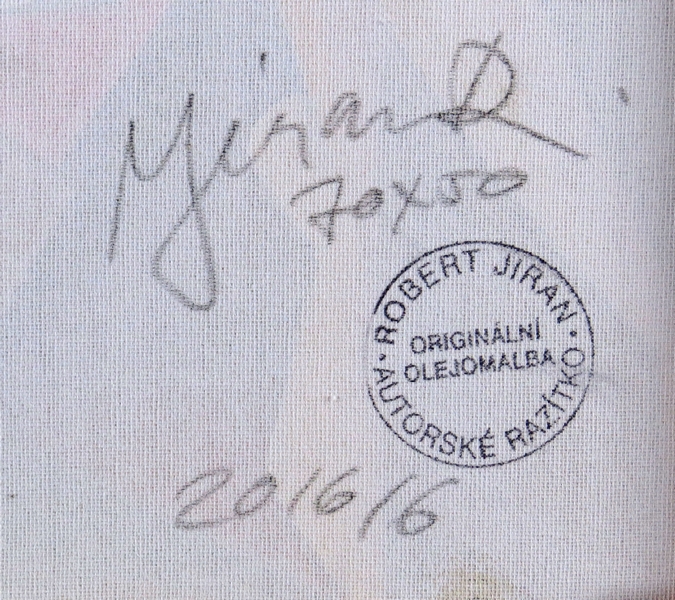 Jiran R
70x50
ROBERT JIRAN
ORIGINÁLNÍ
OLEJOMALBA
AUTORSKÉ RAZÍTKO
2016/6